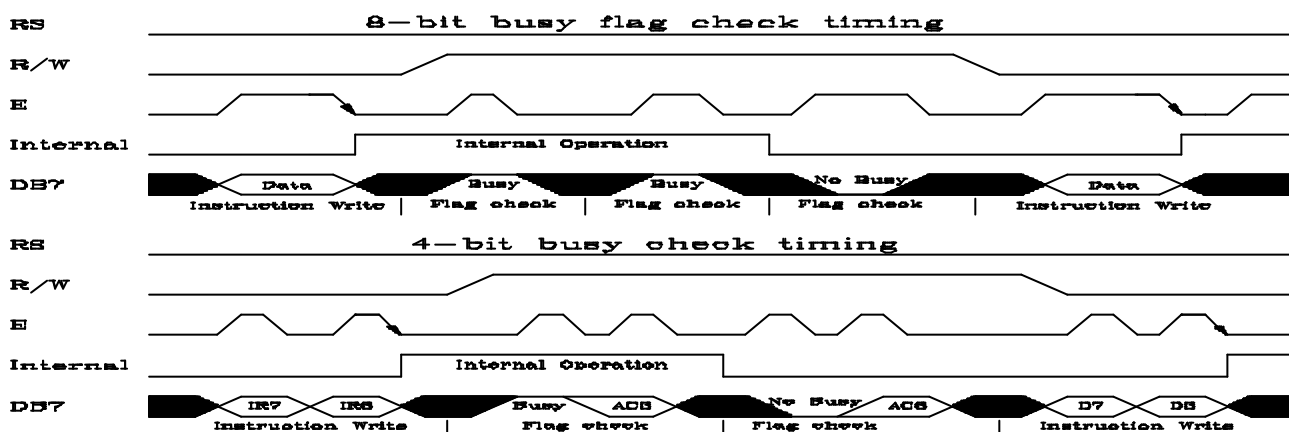 8-bit busy flag check timing
RS
R/W
E
Internal
Internal Operation
DB7
Data
Busy
Busy
No Busy
Data
Instruction Write
Flag check
Flag check
Flag check
Instruction Write
4-bit busy check timing
RS
R/W
E
Internal
Internal Operation
DB7
IR7
IR3
Busy
AC3
No Busy
AC3
D7
D3
Instruction Write
Flag check
Flag check
Instruction Write